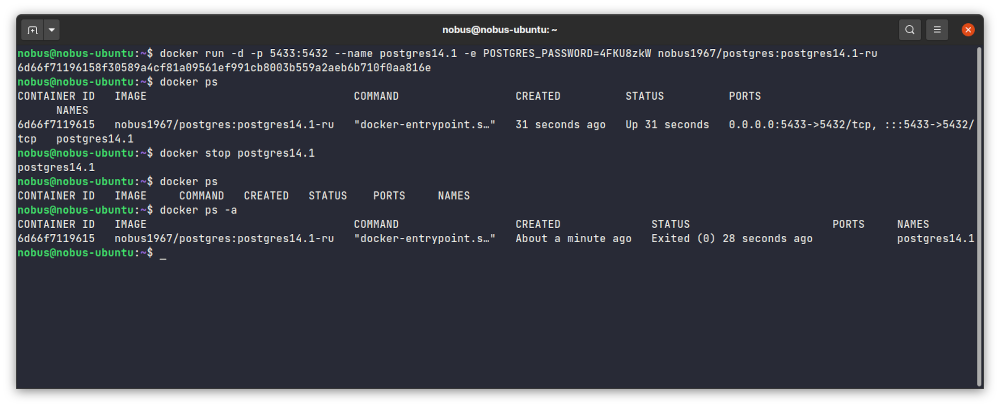 nobus@nobus-ubuntu: ~
nobus@nobus-ubuntu:~$ docker run -d -p 5433:5432 --name postgres14.1 -e POSTGRES_PASSWORD=4FKU8zkW nobus1967/postgres:postgres14.1-ru
6d66f71196158f30589a4cf81a09561ef991cb8003b559a2aeb6b710f0aa816e
nobus@nobus-ubuntu:~$ docker ps
CONTAINER ID   IMAGE                                COMMAND                  CREATED          STATUS          PORTS
      NAMES
6d66f7119615   nobus1967/postgres:postgres14.1-ru   "docker-entrypoint.s…"   31 seconds ago   Up 31 seconds   0.0.0.0:5433->5432/tcp, :::5433->5432/
tcp   postgres14.1
nobus@nobus-ubuntu:~$ docker stop postgres14.1
postgres14.1
nobus@nobus-ubuntu:~$ docker ps
CONTAINER ID   IMAGE     COMMAND   CREATED   STATUS    PORTS     NAMES
nobus@nobus-ubuntu:~$ docker ps -a
CONTAINER ID   IMAGE                                COMMAND                  CREATED              STATUS                      PORTS     NAMES
6d66f7119615   nobus1967/postgres:postgres14.1-ru   "docker-entrypoint.s…"   About a minute ago   Exited (0) 28 seconds ago             postgres14.1
nobus@nobus-ubuntu:~$ _